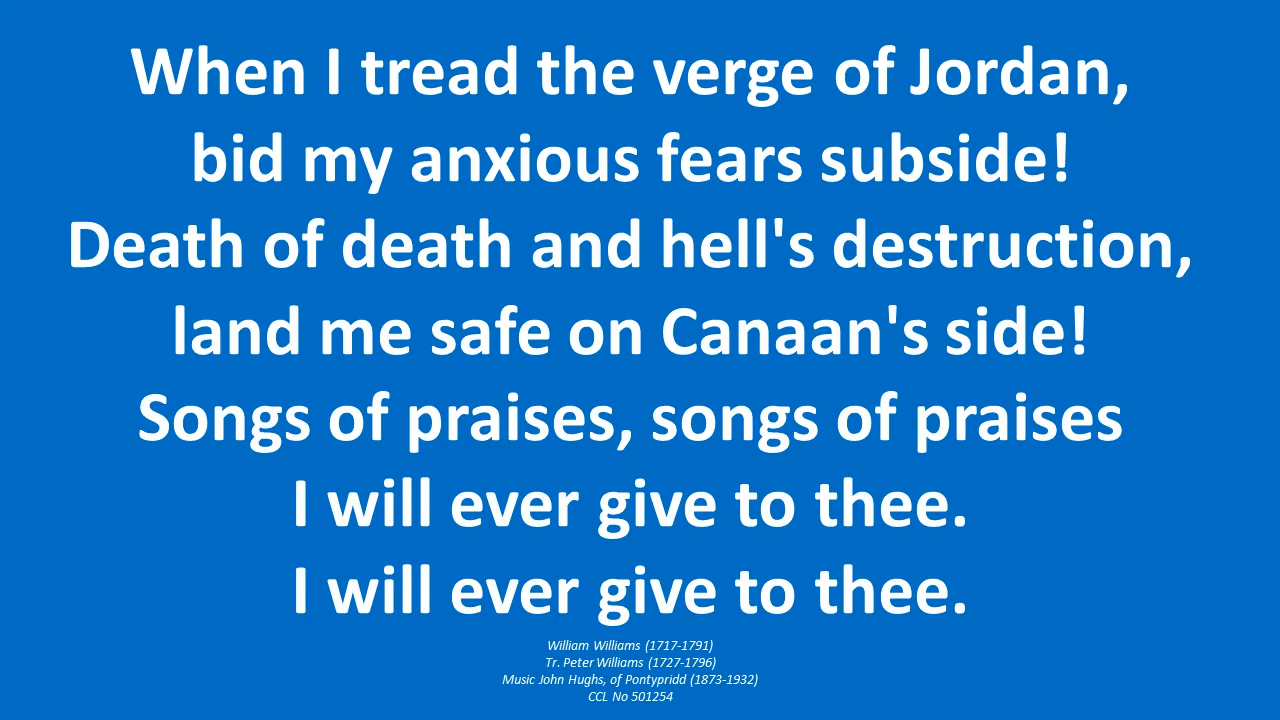 When I tread the verge of Jordan,
bid my anxious fears subside!
Death of death and hell's destruction,
land me safe on Canaan's side!
Songs of praises, songs of praises
I will ever give to thee.
I will ever give to thee.
William Williams (1717-1791)
Tr. Peter Williams (1727-1796)
Music John Hughs, of Pontypridd (1873-1932)
CCL No 501254